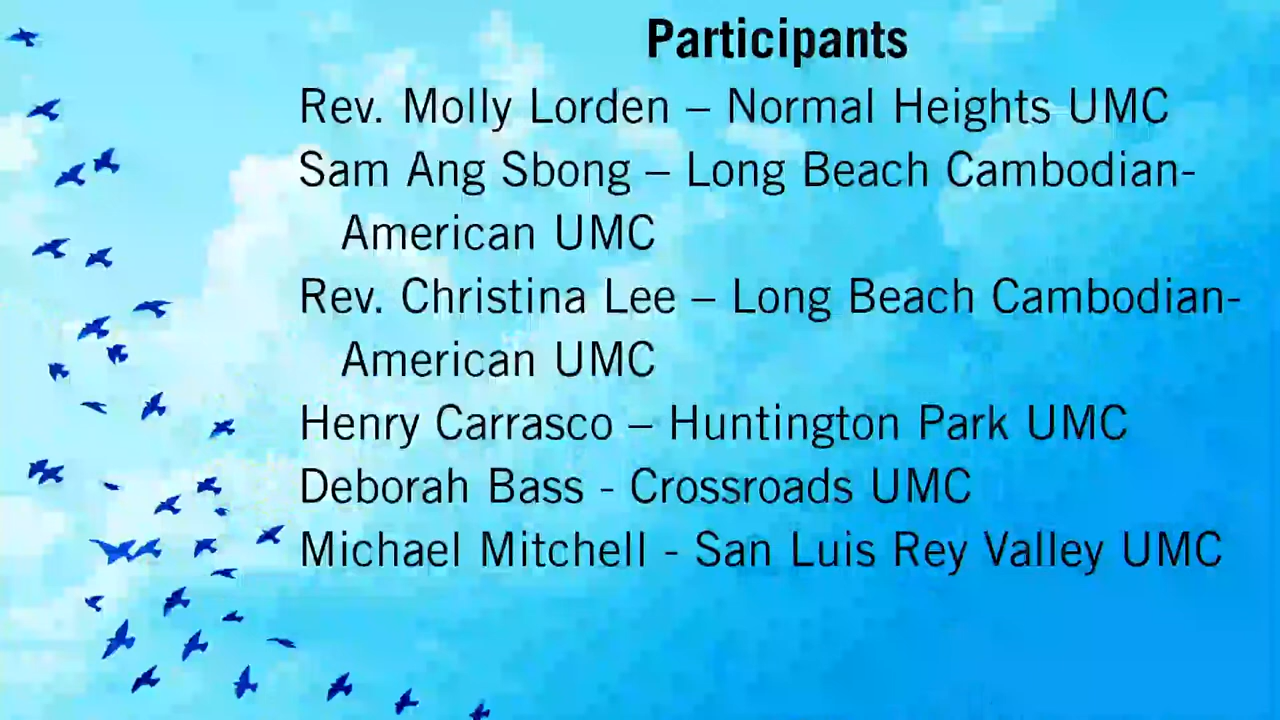 Participants
Rev. Molly Lorden – Normal Heights UMC
Sam Ang Sbong – Long Beach Cambodian-
American UMC
Rev. Christina Lee – Long Beach Cambodian-
American UMC
Henry Carrasco – Huntington Park UMC
Deborah Bass - Crossroads UMC
Michael Mitchell - San Luis Rey Valley UMC